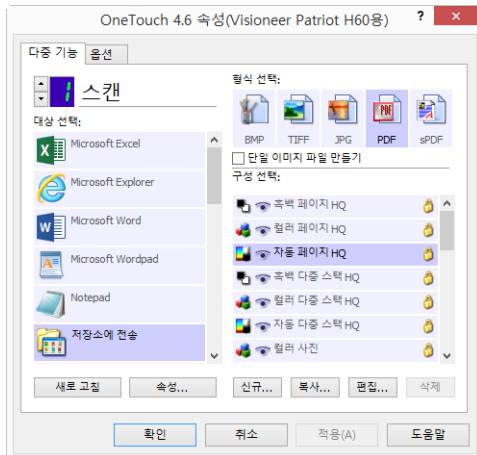 OneTouch 4.6 속성(Visioneer Patriot H60용)
?
×
다중 기능
옵션
1
스캔
대상 선택:
Microsoft Excel
Microsoft Explorer
Microsoft Word
Microsoft Wordpad
Notepad
저장소에 전송
새로 고침
속성...
형식 선택:
BMP
TIFF
JPG
PDF
sPDF
단일 이미지 파일 만들기
구성 선택:
흑백 페이지 HQ
컬러 페이지 HQ
자동 페이지 HQ
흑백 다중 스택 HQ
컬러 다중 스택 HQ
자동 다중 스택 HQ
컬러 사진
신규...
복사...
편집...
삭제
확인
취소
적용(A)
도움말